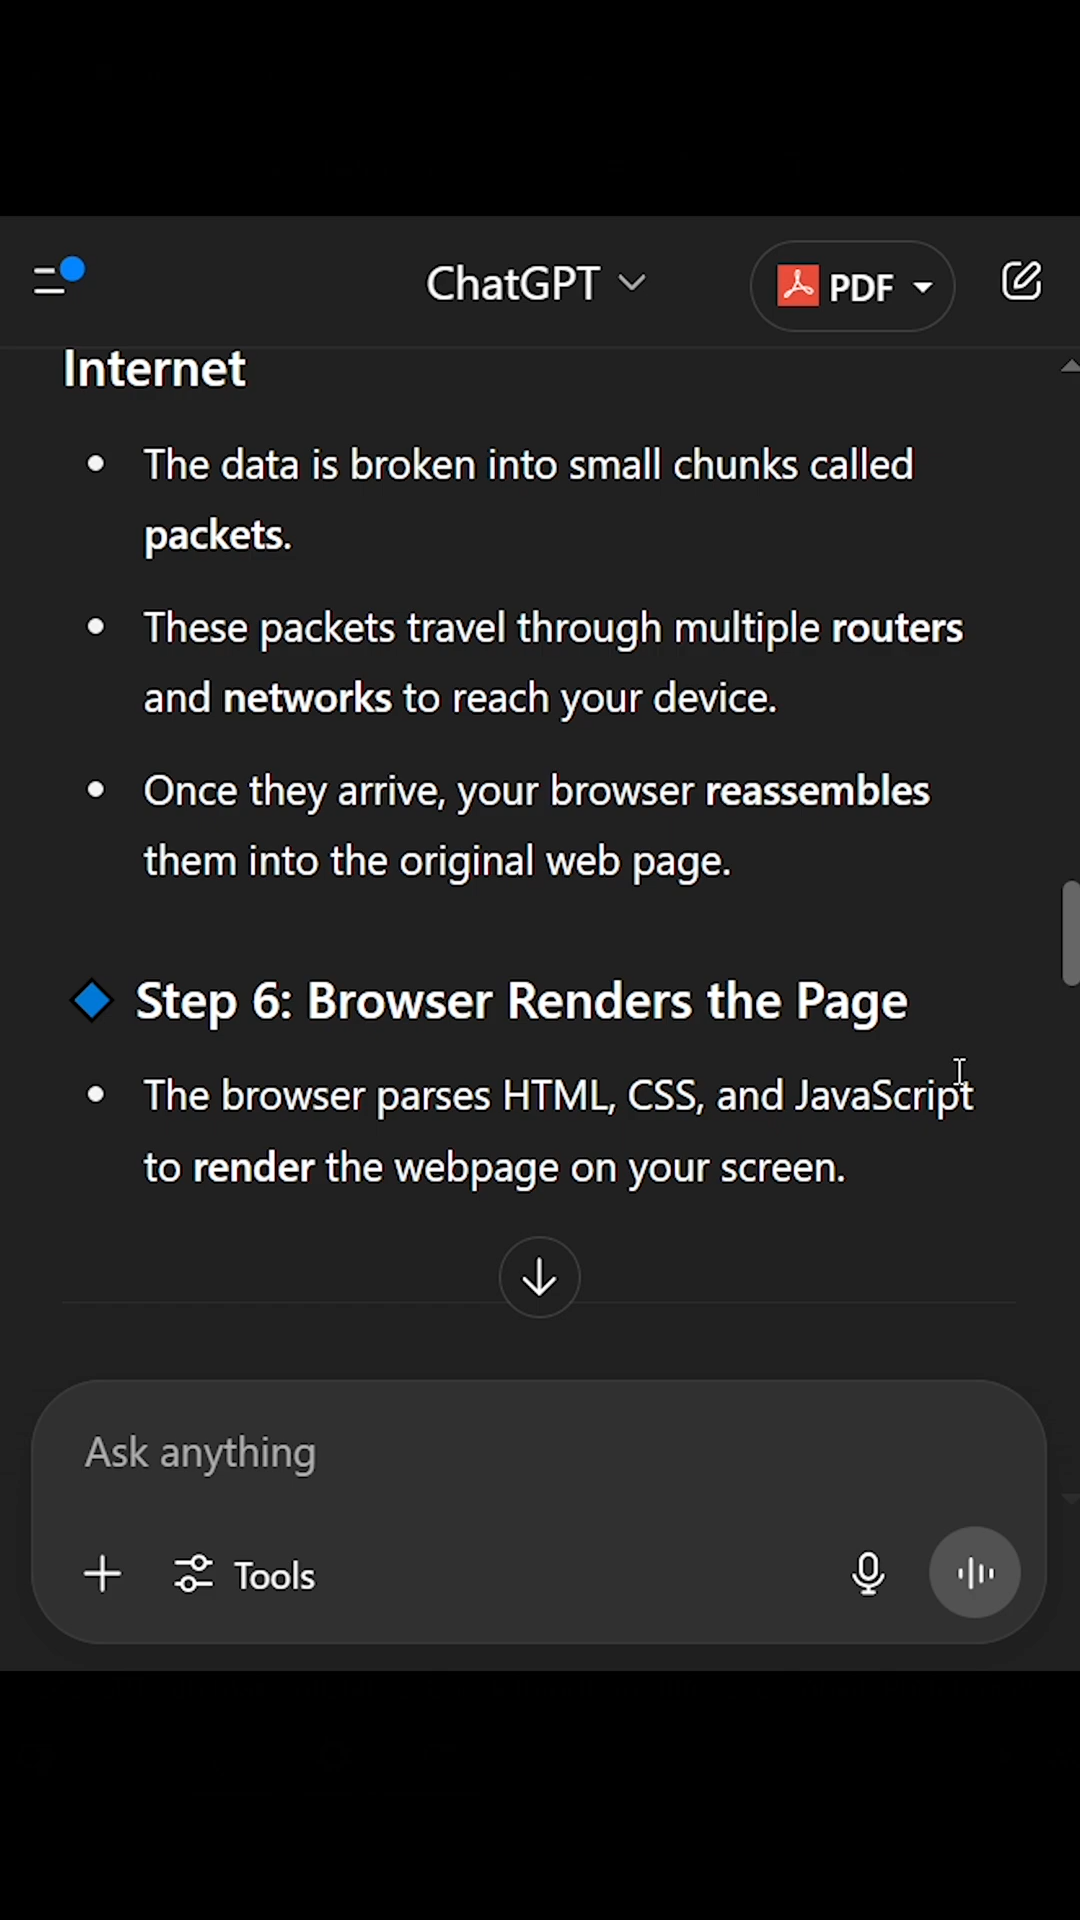 ChatGPT
PDF
Internet
• The data is broken into small chunks called
packets.
• These packets travel through multiple routers
and networks to reach your device.
• Once they arrive, your browser reassembles
them into the original web page.
Step 6: Browser Renders the Page
• The browser parses HTML, CSS, and JavaScript
to render the webpage on your screen.
Ask anything
Tools